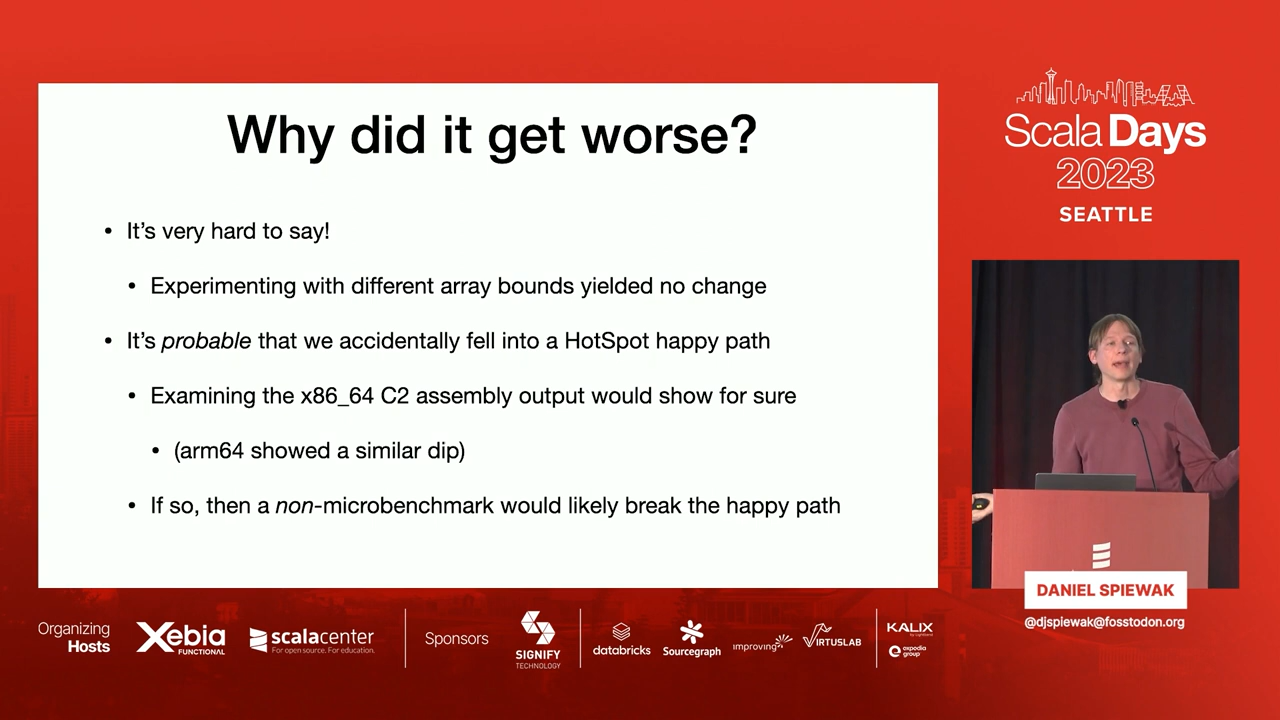 Why did it get worse?
• It's very hard to say!
• Experimenting with different array bounds yielded no change
• It's probable that we accidentally fell into a HotSpot happy path
• Examining the x86_64 C2 assembly output would show for sure
• (arm64 showed a similar dip)
• If so, then a non-microbenchmark would likely break the happy path
Scala Days
2023
SEATTLE
DANIEL SPIEWAK
@djspiewak@fosstodon.org
Organizing
Hosts
Xebia
FUNCTIONAL
scalacenter
For open source. For education.
Sponsors
SIGNIFY
TECHNOLOGY
databricks
Sourcegraph
improving
VIRTUSLAB
KALIX
expedia
group